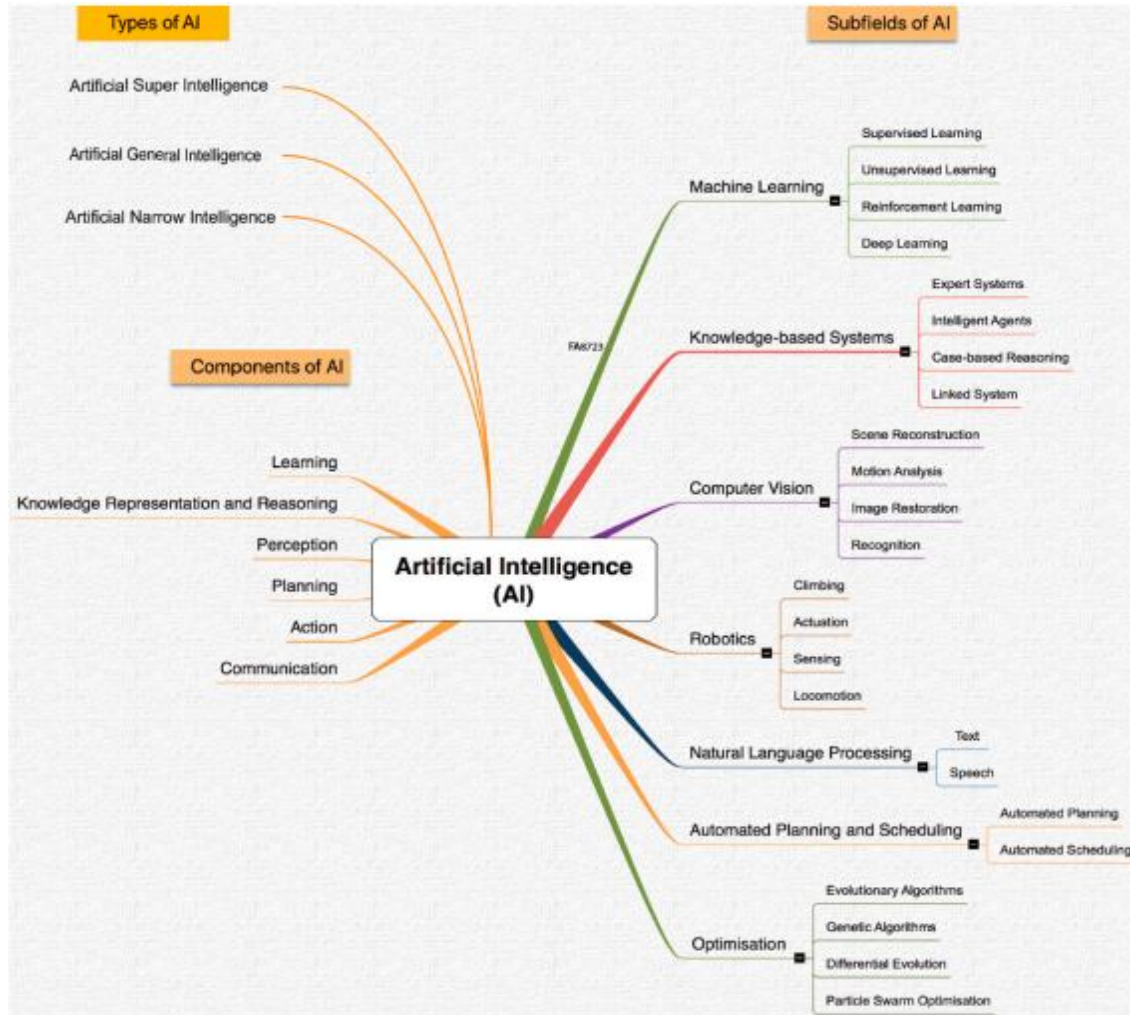 Types of AI
Artificial Super Intelligence
Artificial General Intelligence
Artificial Narrow Intelligence
Components of AI
Learning
Knowledge Representation and Reasoning
Perception
Planning
Action
Communication
Artificial Intelligence
(AI)
Subfields of AI
Machine Learning
Supervised Learning
Unsupervised Learning
Reinforcement Learning
Deep Learning
FA8723
Knowledge-based Systems
Expert Systems
Intelligent Agents
Case-based Reasoning
Linked System
Computer Vision
Scene Reconstruction
Motion Analysis
Image Restoration
Recognition
Robotics
Climbing
Actuation
Sensing
Locomotion
Natural Language Processing
Text
Speech
Automated Planning and Scheduling
Automated Planning
Automated Scheduling
Optimisation
Evolutionary Algorithms
Genetic Algorithms
Differential Evolution
Particle Swarm Optimisation